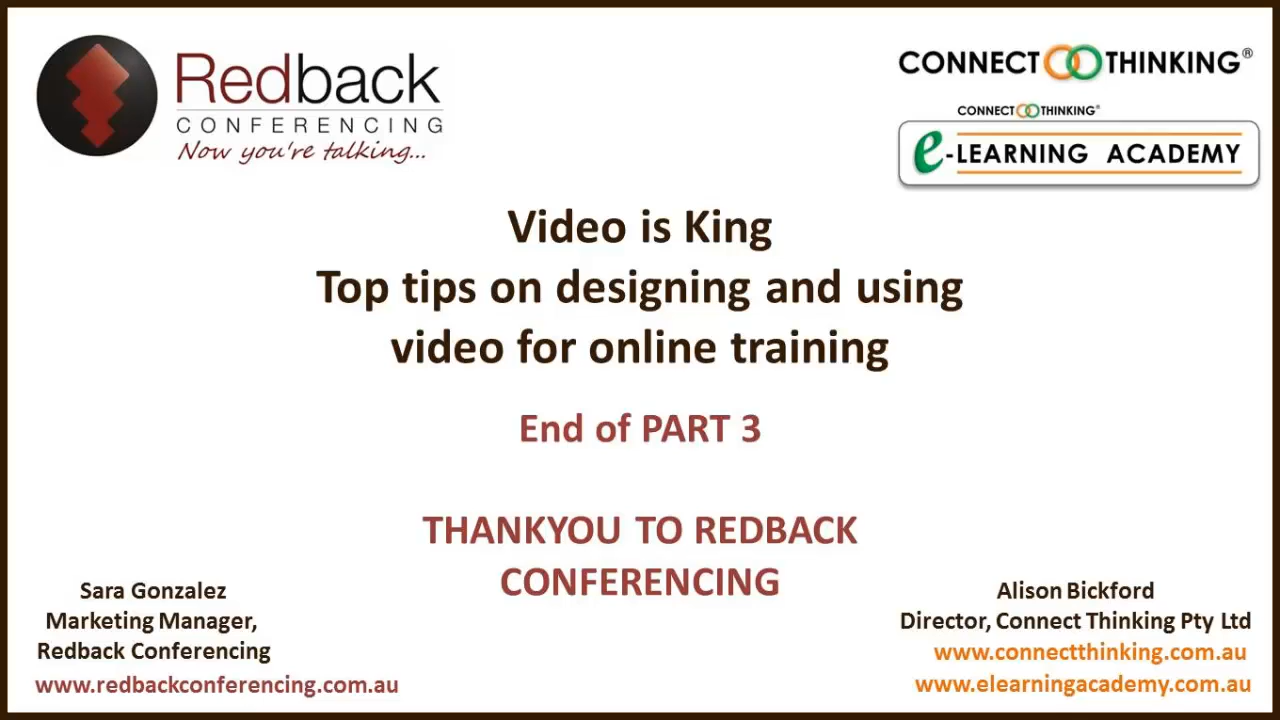 Redback
CONFERENCING
Now you're talking...
CONNECT THINKING®
CONNECT THINKING®
e-LEARNING ACADEMY
Video is King
Top tips on designing and using
video for online training
End of PART 3
THANKYOU TO REDBACK
CONFERENCING
Sara Gonzalez
Marketing Manager,
Redback Conferencing
www.redbackconferencing.com.au
Alison Bickford
Director, Connect Thinking Pty Ltd
www.connectthinking.com.au
www.elearningacademy.com.au